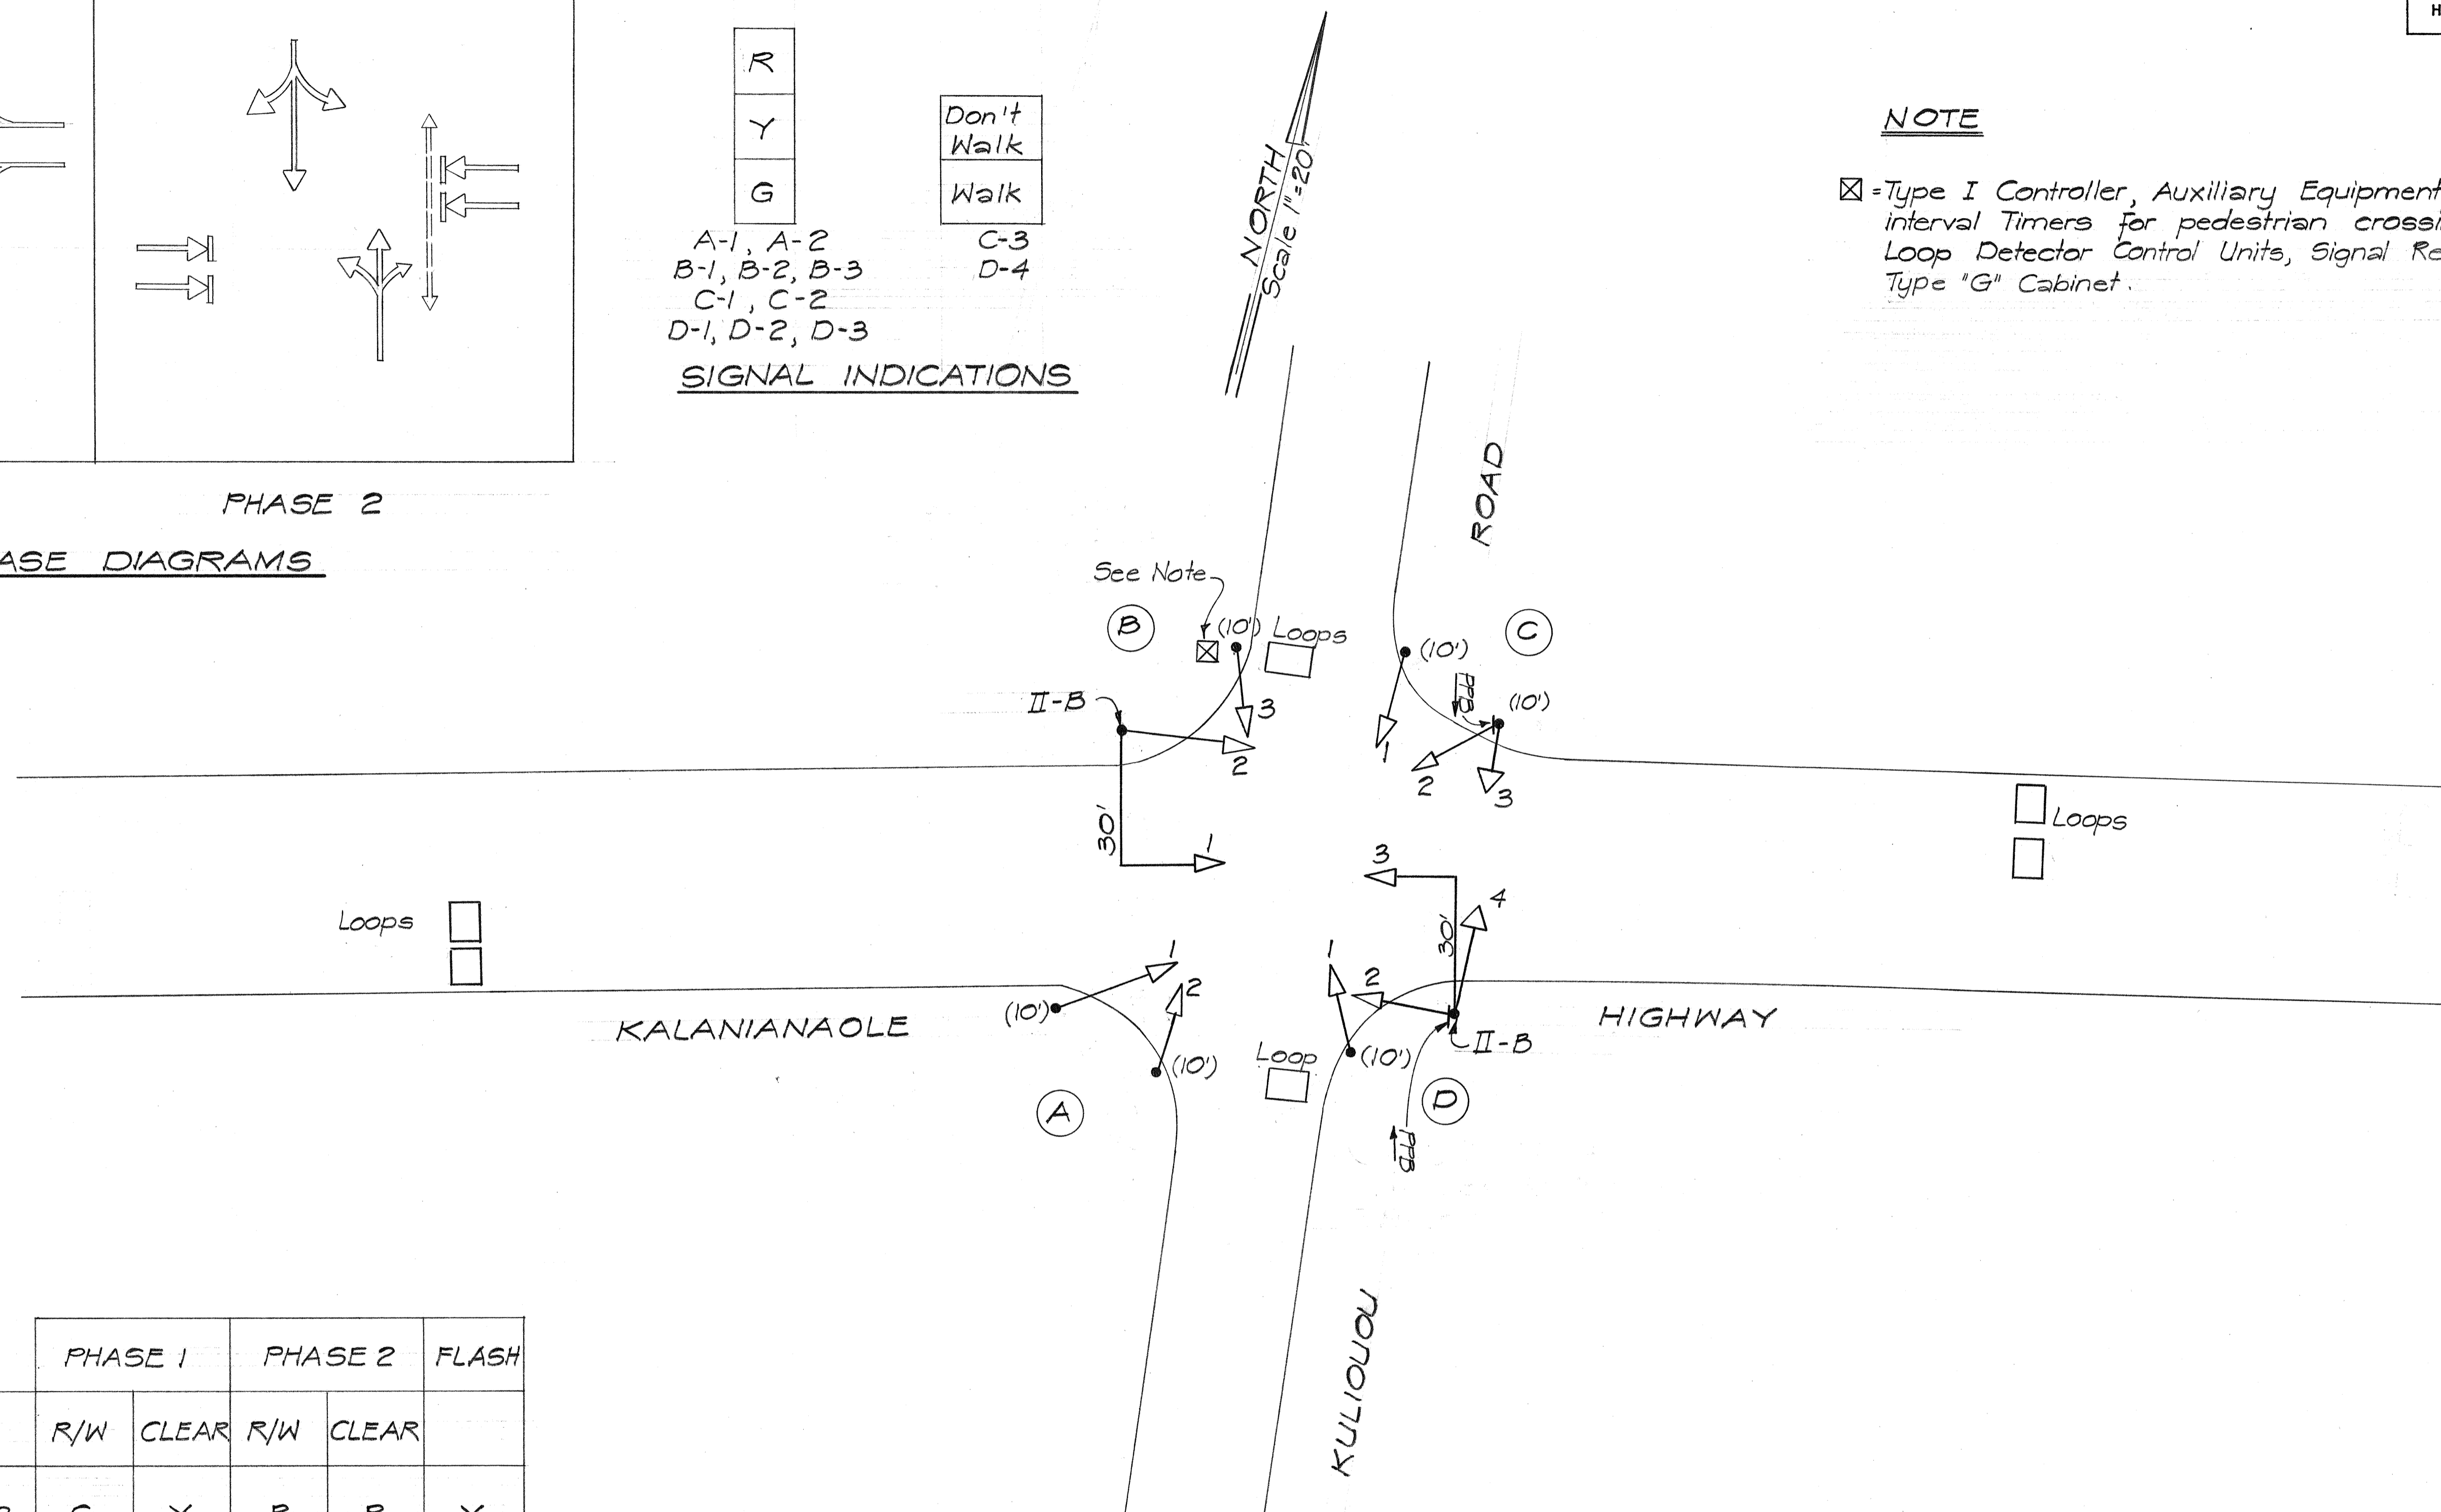 H
R
Y
G
A-1, A-2
B-1, B-2, B-3
C-1, C-2
D-1, D-2, D-3
Don't
Walk
Walk
C-3
D-4
SIGNAL INDICATIONS
NORTH
Scale 1"=20'
NOTE
=Type I Controller, Auxiliary Equipment
interval Timers for pedestrian
Loop Detector Control Units, Signal
Type "G" Cabinet.
PHASE 2
DIAGRAMS
ROAD
See Note
B
(10')
Loops
3
II-B
2
30'
1
C
(10')
PPB
(10')
1
2
3
Loops
Loops
3
4
30'
1
2
(10')
KALANIANAOLE
(10')
A
1
2
(10')
II-B
HIGHWAY
Loop
D
PPB
KULIOUOU
PHASE 1 PHASE 2 FLASH
R/W CLEAR R/W CLEAR